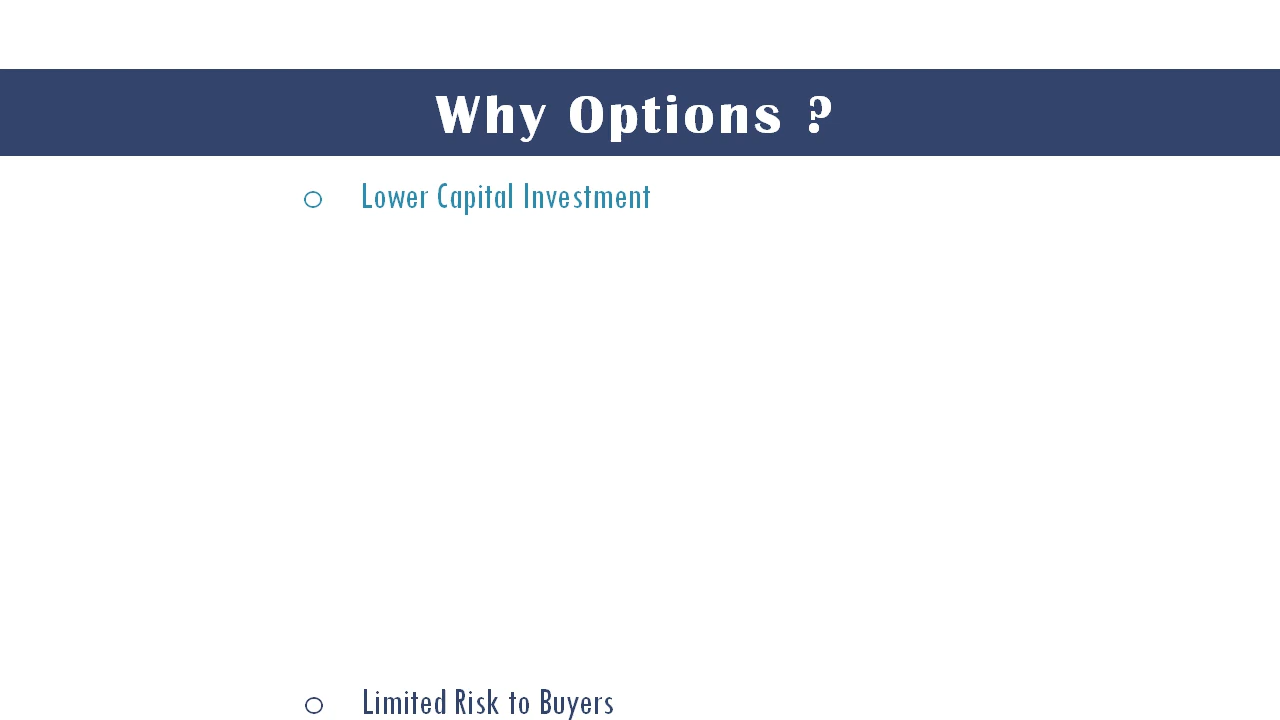 Why Options ?
Lower Capital Investment
Limited Risk to Buyers